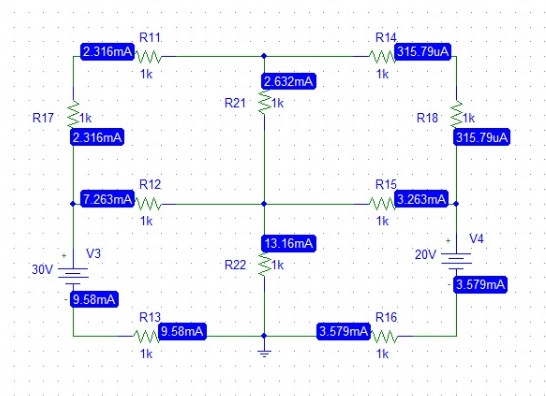 R11 R14
2.316mA 315.79uA
1k 1k
2.632mA
R17 1k R21 1k R18 1k
2.316mA 315.79uA
R12 R15
7.263mA 3.263mA
1k 1k
13.16mA
V3 V4
+ R22 1k +
30V 20V
- 9.58mA - 3.579mA
R13 R16
9.58mA 3.579mA
1k 1k